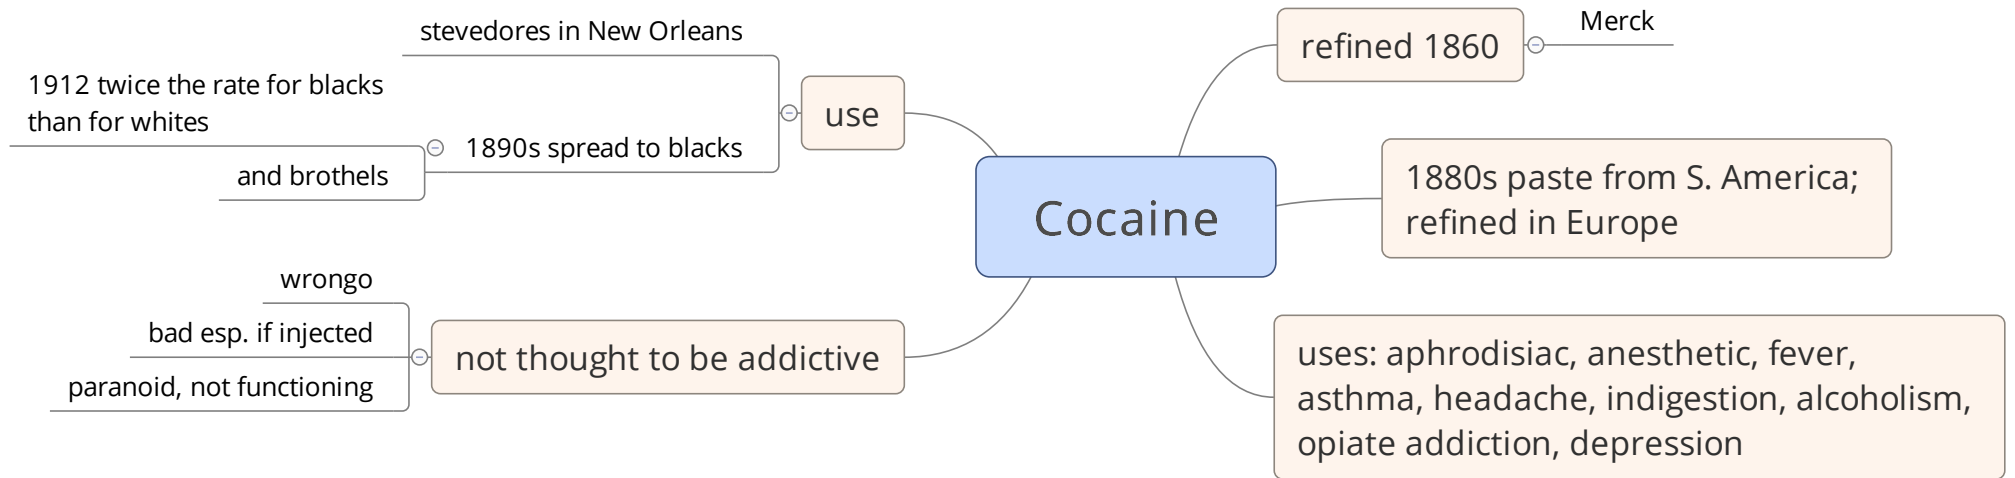 stevedores in New Orleans
1912 twice the rate for blacks
than for whites
1890s spread to blacks
and brothels
use
wrongo
bad esp. if injected
paranoid, not functioning
not thought to be addictive
Cocaine
refined 1860
Merck
1880s paste from S. America;
refined in Europe
uses: aphrodisiac, anesthetic, fever,
asthma, headache, indigestion, alcoholism,
opiate addiction, depression